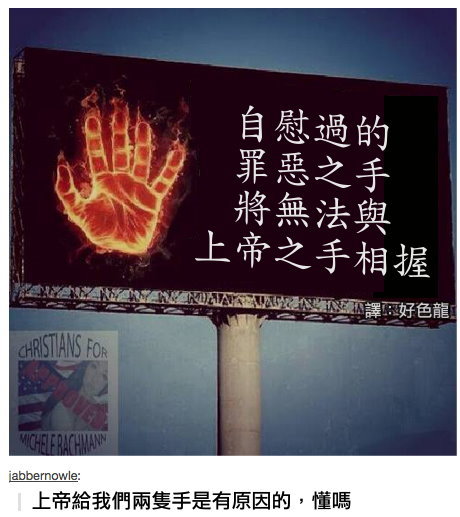 自慰過的
罪惡之手
將無法與
上帝之手相握
譯：好色龍
CHRISTIANS FOR
MICHELE BACHMANN
jabbernowle:
上帝給我們兩隻手是有原因的，懂嗎